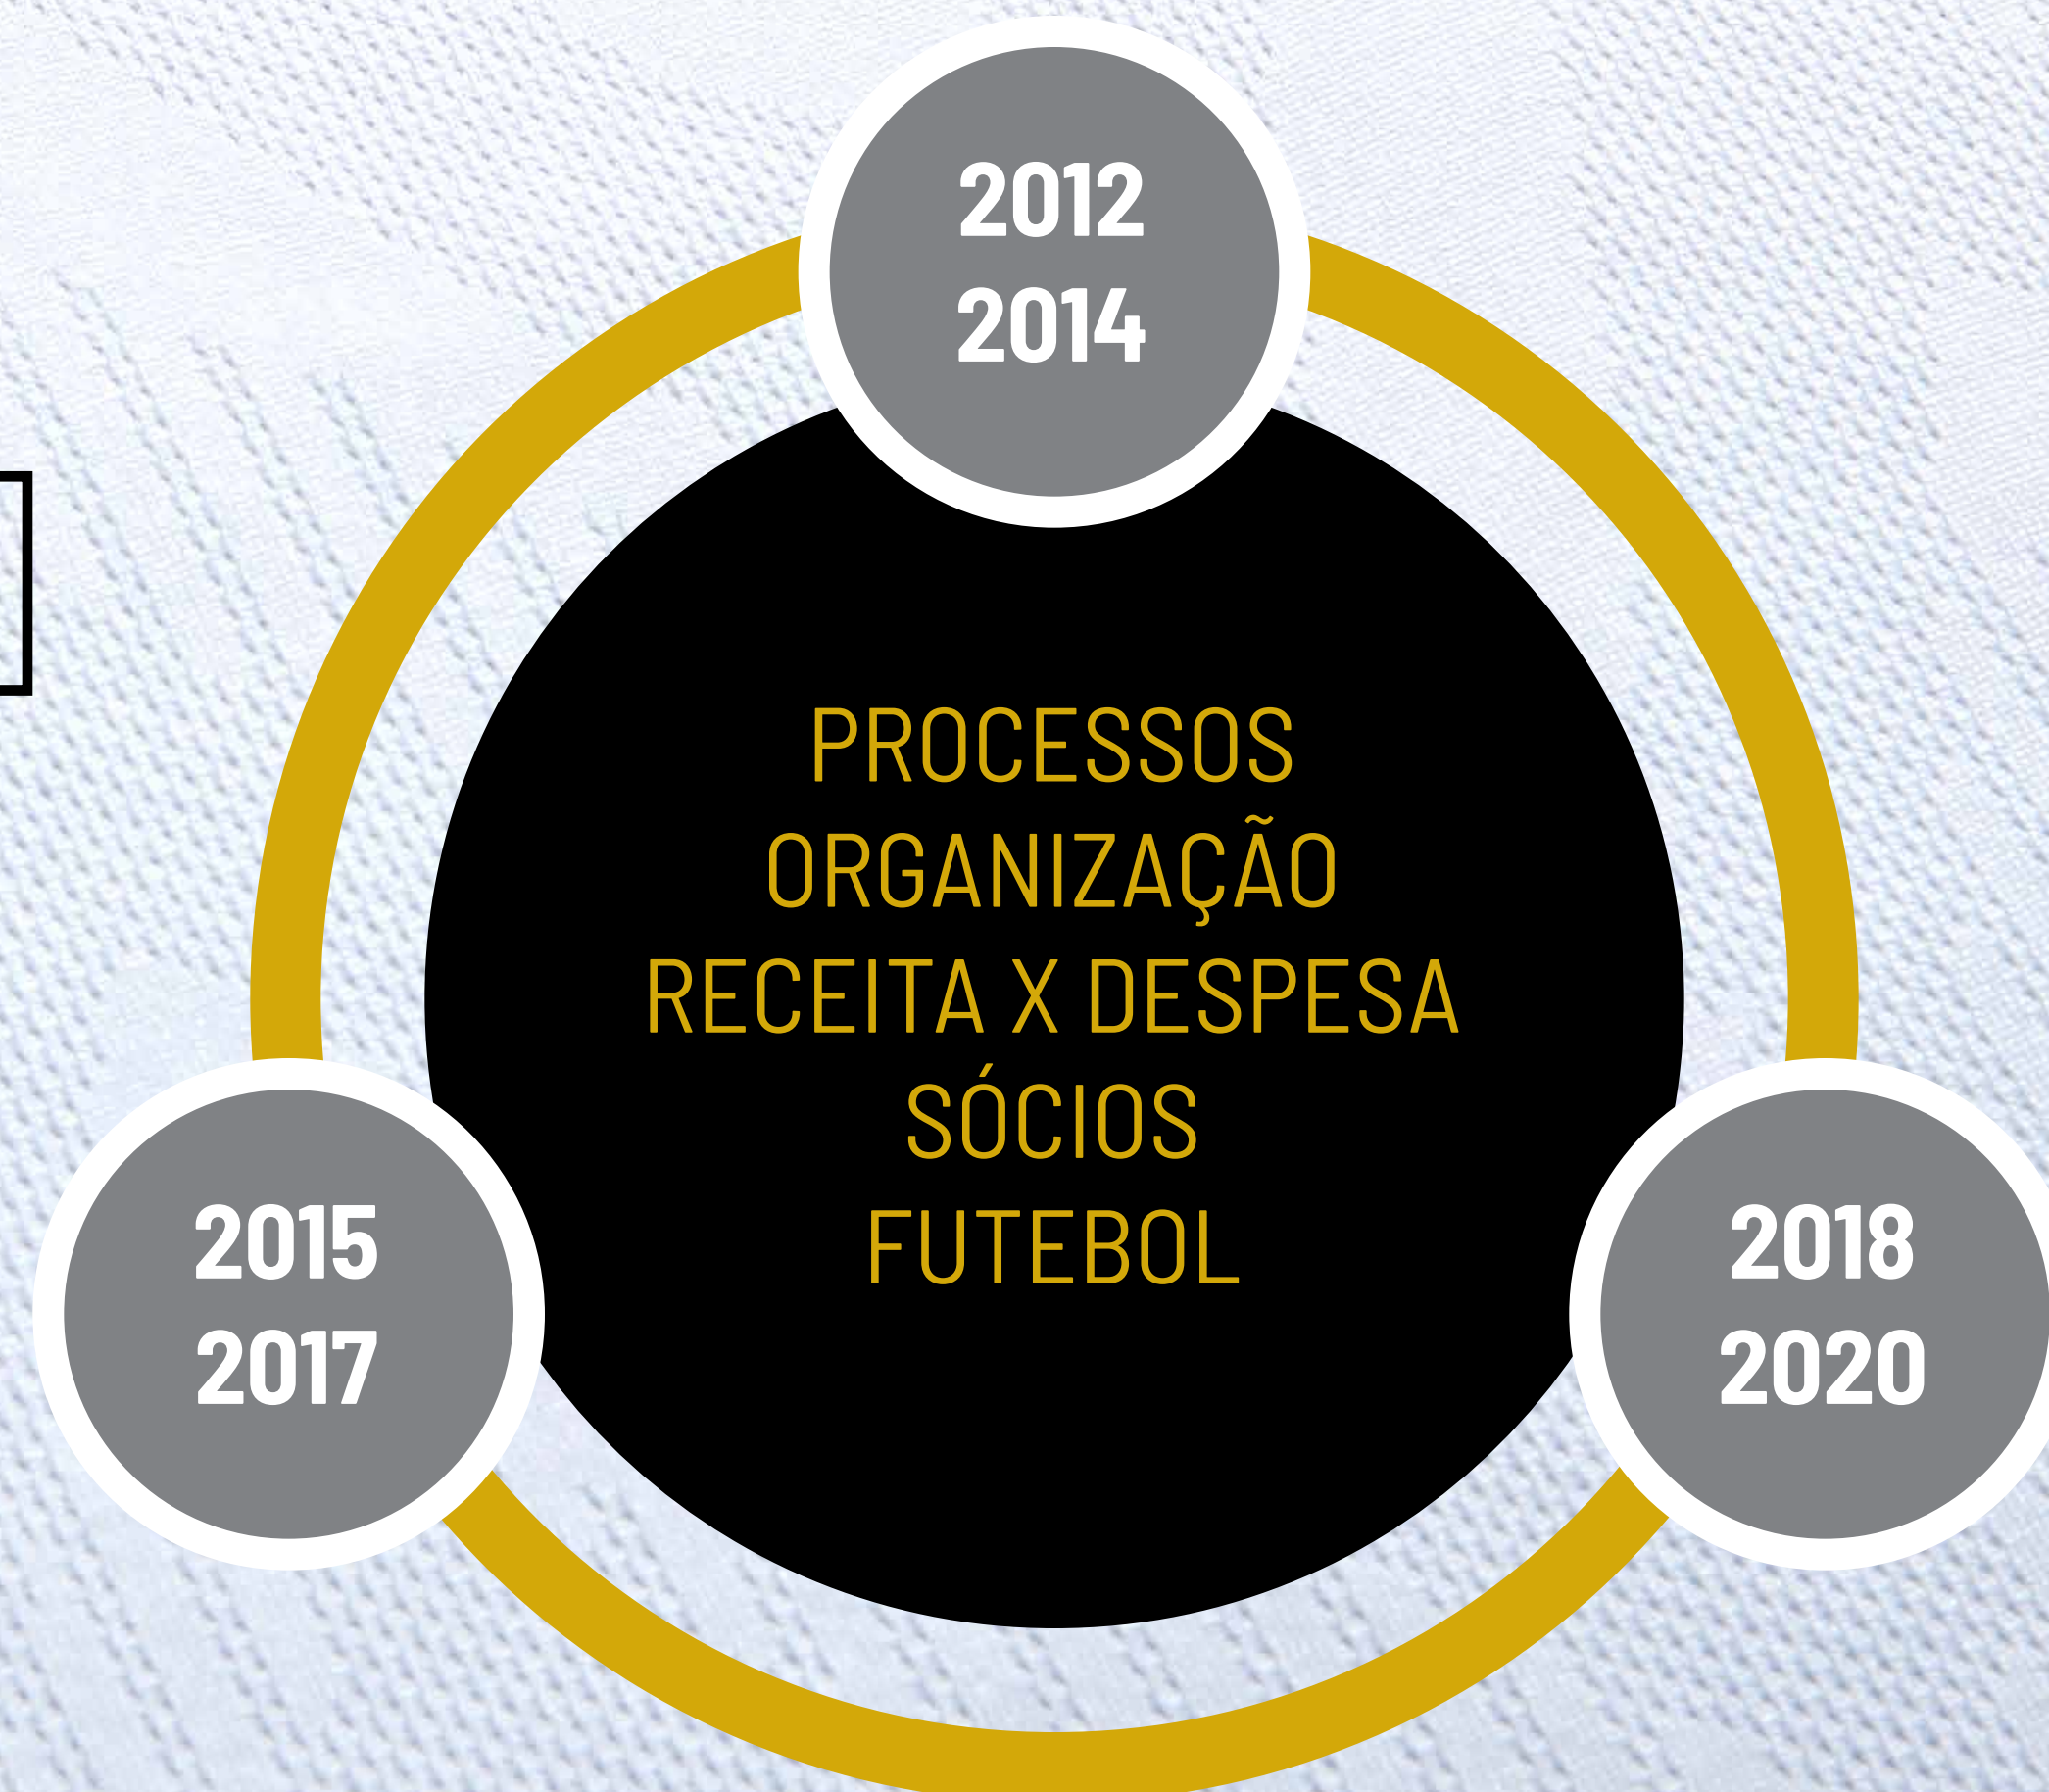 2012
2014
PROCESSOS
ORGANIZAÇÃO
RECEITA X DESPESA
SÓCIOS
FUTEBOL
2015
2017
2018
2020